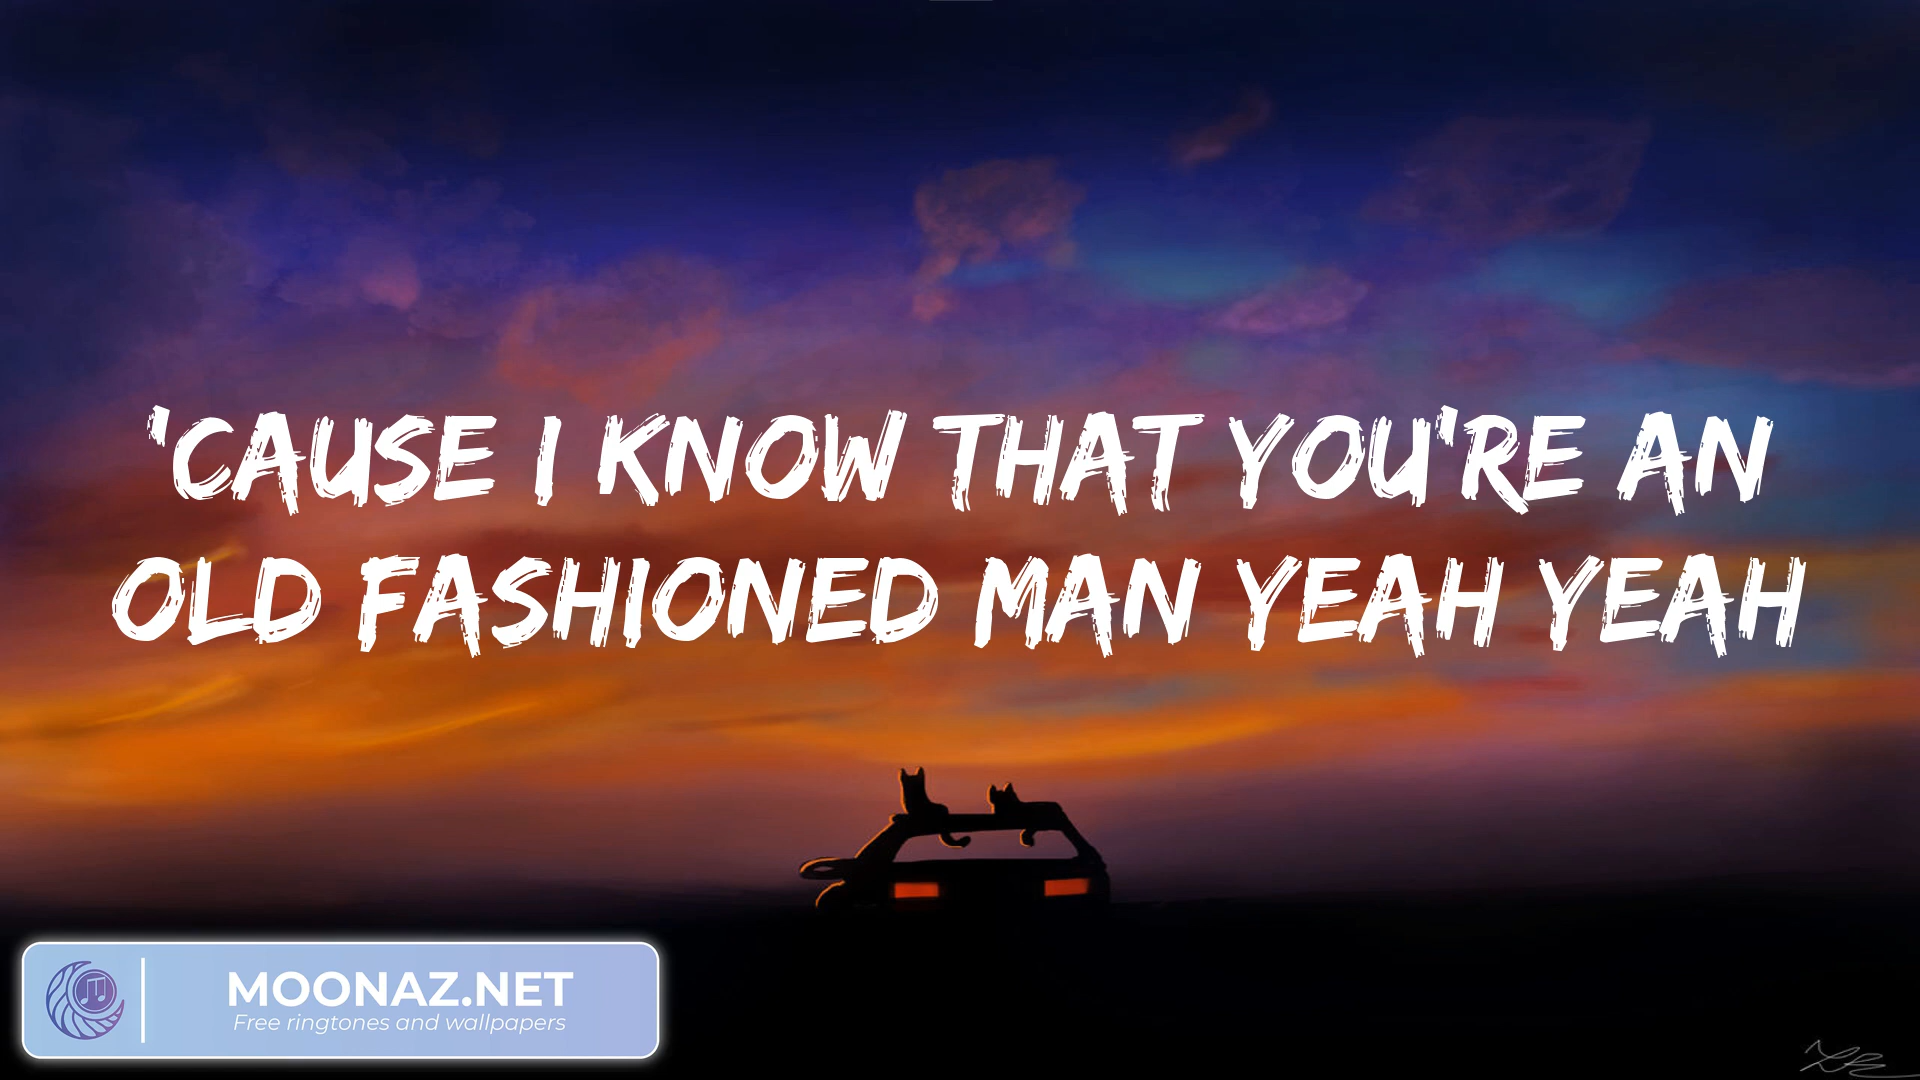 'CAUSE I KNOW THAT YOU'RE AN
OLD FASHIONED MAN YEAH YEAH
MOONAZ.NET
Free ringtones and wallpapers